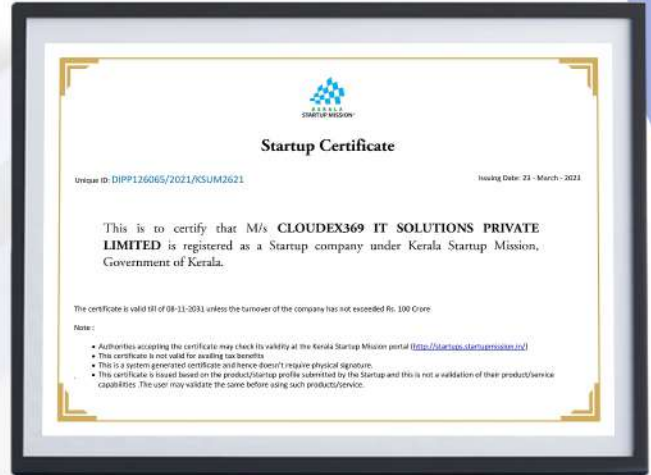 KERALA
STARTUP MISSION
Startup Certificate
Unique ID: DIPP126065/2021/KSUM2621
Issuing Date: 23 - March - 2023
This is to certify that M/s CLOUDEX369 IT SOLUTIONS PRIVATE
LIMITED is registered as a Startup company under Kerala Startup Mission,
Government of Kerala.
The certificate is valid till of 08-11-2031 unless the turnover of the company has not exceeded Rs. 100 Crore
Note :
• Authorities accepting the certificate may check its validity at the Kerala Startup Mission portal (http://startups.startupmission.in/)
• This certificate is not valid for availing tax benefits
• This is a system generated certificate and hence doesn't require physical signature.
• This certificate is issued based on the product/startup profile submitted by the Startup and this is not a validation of their product/service
capabilities .The user may validate the same before using such products/service.